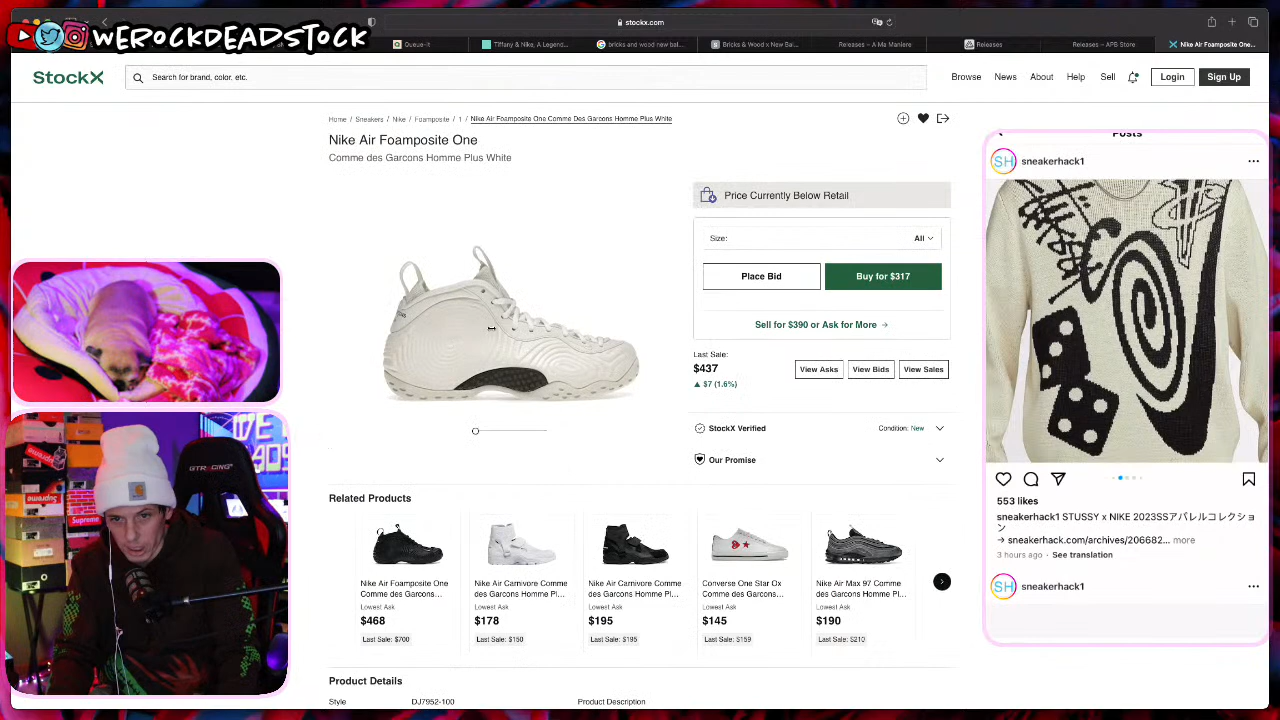 WEROCKDEADSTOCK
stockx.com
Queue-it
Tiffany & Nike, A Legend...
bricks and wood new bal...
Bricks & Wood x New Bal...
Releases – A Ma Maniere
Releases
Releases – APB Store
Nike Air Foamposite One...
StockX
Search for brand, color, etc.
Browse
News
About
Help
Sell
Login
Sign Up
Home / Sneakers / Nike / Foamposite / 1 / Nike Air Foamposite One Comme Des Garcons Homme Plus White
Nike Air Foamposite One
Comme des Garcons Homme Plus White
Price Currently Below Retail
Size:
All
Place Bid
Buy for $317
Sell for $390 or Ask for More →
Last Sale:
$437
▲ $7 (1.6%)
View Asks
View Bids
View Sales
StockX Verified
Condition: New
Our Promise
Related Products
Nike Air Foamposite One
Comme des Garcons...
Lowest Ask
$468
Last Sale: $700
Nike Air Carnivore Comme
des Garcons Homme Pl...
Lowest Ask
$178
Last Sale: $150
Nike Air Carnivore Comme
des Garcons Homme Pl...
Lowest Ask
$195
Last Sale: $195
Converse One Star Ox
Comme des Garcons...
Lowest Ask
$145
Last Sale: $159
Nike Air Max 97 Comme
des Garcons Homme Pl...
Lowest Ask
$190
Last Sale: $210
Product Details
Style
DJ7952-100
Product Description
Posts
SH
sneakerhack1
553 likes
sneakerhack1 STUSSY x NIKE 2023SSアパレルコレクショ
ン
→ sneakerhack.com/archives/206682... more
3 hours ago · See translation
SH
sneakerhack1
GTRACING
Supreme
carhartt